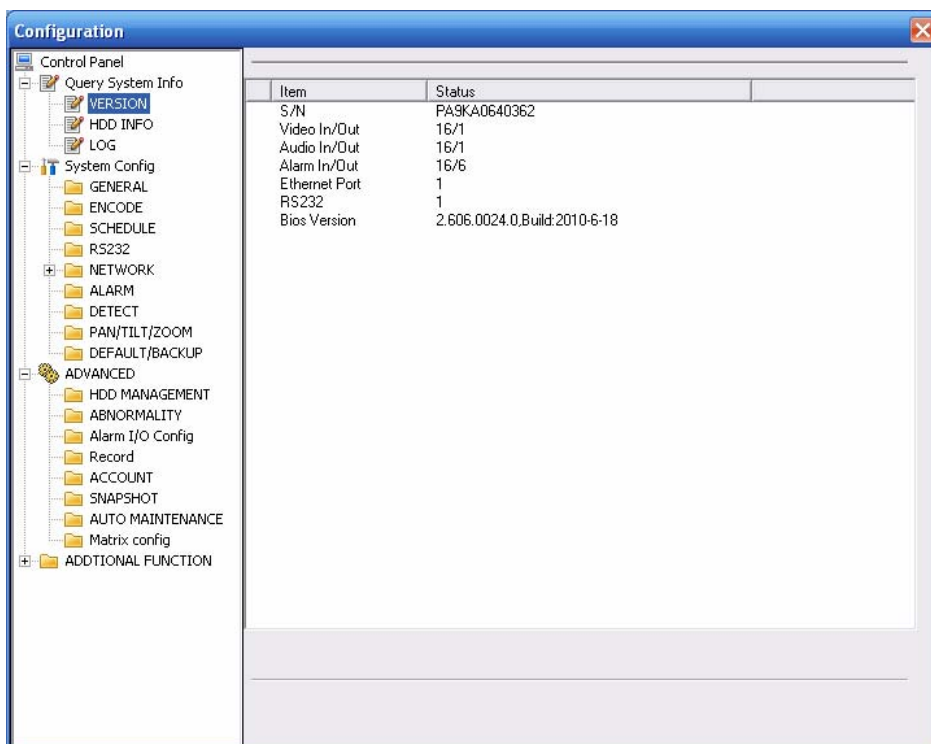 Configuration
Control Panel
Query System Info
VERSION
HDD INFO
LOG
System Config
GENERAL
ENCODE
SCHEDULE
RS232
NETWORK
ALARM
DETECT
PAN/TILT/ZOOM
DEFAULT/BACKUP
ADVANCED
HDD MANAGEMENT
ABNORMALITY
Alarm I/O Config
Record
ACCOUNT
SNAPSHOT
AUTO MAINTENANCE
Matrix config
ADDTIONAL FUNCTION
Item Status
S/N PA9KA0640362
Video In/Out 16/1
Audio In/Out 16/1
Alarm In/Out 16/6
Ethernet Port 1
RS232 1
Bios Version 2.606.0024.0,Build:2010-6-18